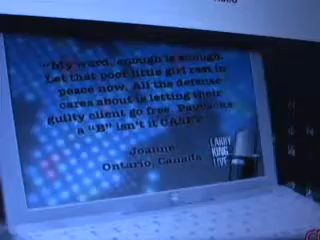 "My word, enough is enough.
Let that poor little girl rest in
peace now. All the defense
cares about is letting their
guilty client go free. Payback's
a "B" isn't it CASEY
Joanne
Ontario, Canada
LARRY
KING
LIVE